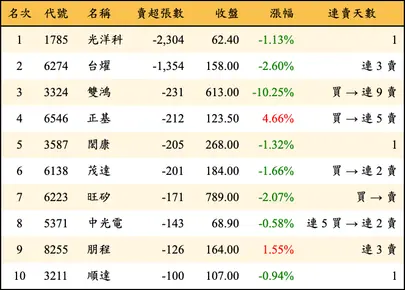 名次 代號 名稱 賣超張數 收盤 漲幅 連賣天數
1 1785 光洋科 -2,304 62.40 -1.13% 1
2 6274 台燿 -1,354 158.00 -2.60% 連 3 賣
3 3324 雙鴻 -231 613.00 -10.25% 買 → 連 9 賣
4 6546 正基 -212 123.50 4.66% 買 → 連 5 賣
5 3587 閎康 -205 268.00 -1.32% 1
6 6138 茂達 -201 184.00 -1.66% 買 → 連 2 賣
7 6223 旺矽 -171 789.00 -2.07% 買 → 賣
8 5371 中光電 -143 68.90 -0.58% 連 5 買 → 連 2 賣
9 8255 朋程 -126 164.00 1.55% 連 3 賣
10 3211 順達 -100 107.00 -0.94% 1